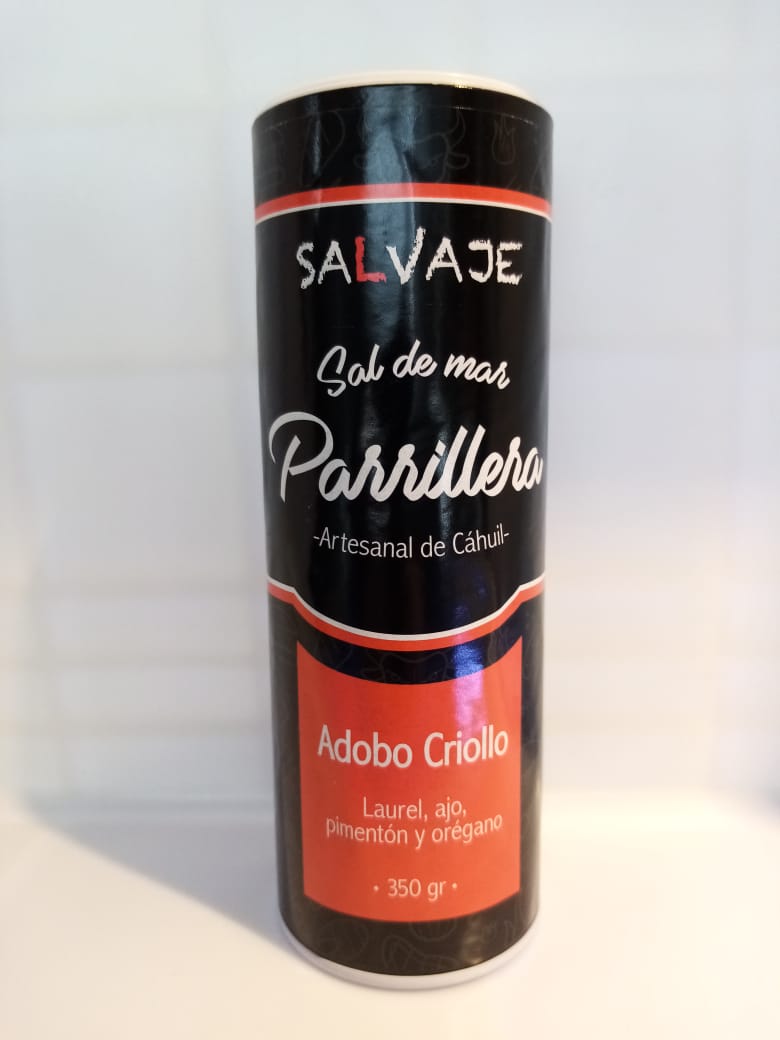 SALVAJE
Sal de mar
Parrillera
-Artesanal de Cáhuil-
Adobo Criollo
Laurel, ajo,
pimentón y orégano
• 350 gr •